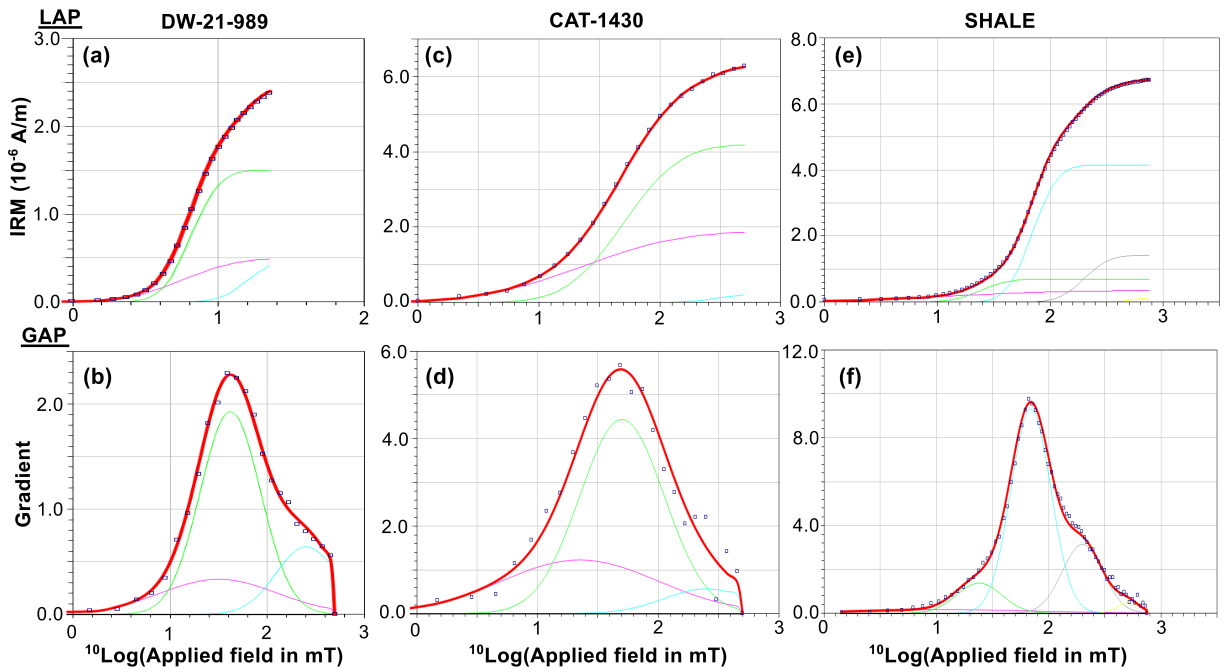 LAP DW-21-989 CAT-1430 SHALE
3.0 6.0 8.0
(a) (c) (e)
2.0 4.0 6.0
IRM (10⁻⁶ A/m)
1.0 2.0 4.0
2.0
0.0 0.0 0.0
0 1 2 0 1 2 3 0 1 2 3
GAP
6.0 12.0
(b) (d) (f)
2.0 4.0 8.0
Gradient
1.0 2.0 4.0
0.0 0.0 0.0
0 1 2 3 0 1 2 3 0 1 2 3
¹⁰Log(Applied field in mT) ¹⁰Log(Applied field in mT) ¹⁰Log(Applied field in mT)